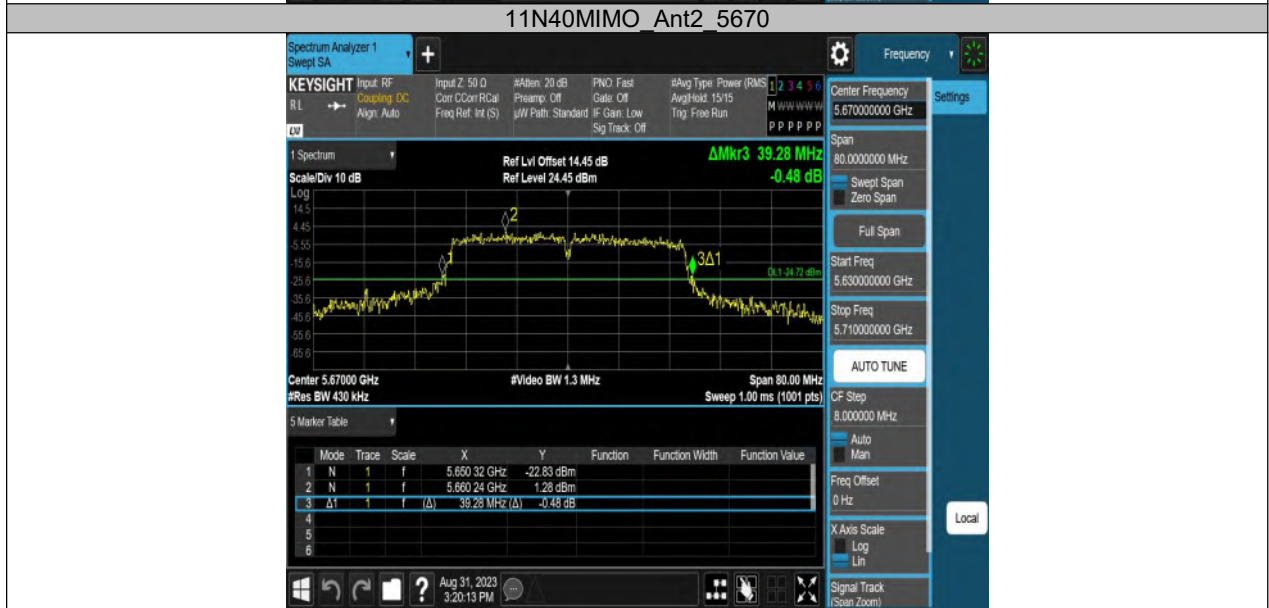 11N40MIMO_Ant2_5670
Spectrum Analyzer 1
Swept SA
+
Frequency
KEYSIGHT
RL
LXI
Input: RF
Coupling: DC
Align: Auto
Input Z: 50 Ω
Corr CCorr RCal
Freq Ref: Int (S)
#Atten: 20 dB
Preamp: Off
µW Path: Standard
PNO: Fast
Gate: Off
IF Gain: Low
Sig Track: Off
#Avg Type: Power (RMS
Avg|Hold: 15/15
Trig: Free Run
1 2 3 4 5 6
M W W W W W
P P P P P P
1 Spectrum
Scale/Div 10 dB
Ref Lvl Offset 14.45 dB
Ref Level 24.45 dBm
ΔMkr3 39.28 MHz
-0.48 dB
Log
14.5
4.45
-5.55
-15.6
-25.6
-35.6
-45.6
-55.6
-65.6
1
2
3Δ1
DL1 -24.72 dBm
Center 5.67000 GHz
#Video BW 1.3 MHz
Span 80.00 MHz
#Res BW 430 kHz
Sweep 1.00 ms (1001 pts)
5 Marker Table
Mode Trace Scale X Y Function Function Width Function Value
1 N 1 f 5.650 32 GHz -22.83 dBm
2 N 1 f 5.660 24 GHz 1.28 dBm
3 Δ1 1 f (Δ) 39.28 MHz (Δ) -0.48 dB
4
5
6
?
Aug 31, 2023
3:20:13 PM
Center Frequency
5.670000000 GHz
Settings
Span
80.0000000 MHz
Swept Span
Zero Span
Full Span
Start Freq
5.630000000 GHz
Stop Freq
5.710000000 GHz
AUTO TUNE
CF Step
8.000000 MHz
Auto
Man
Freq Offset
0 Hz
X Axis Scale
Log
Lin
Local
Signal Track
(Span Zoom)